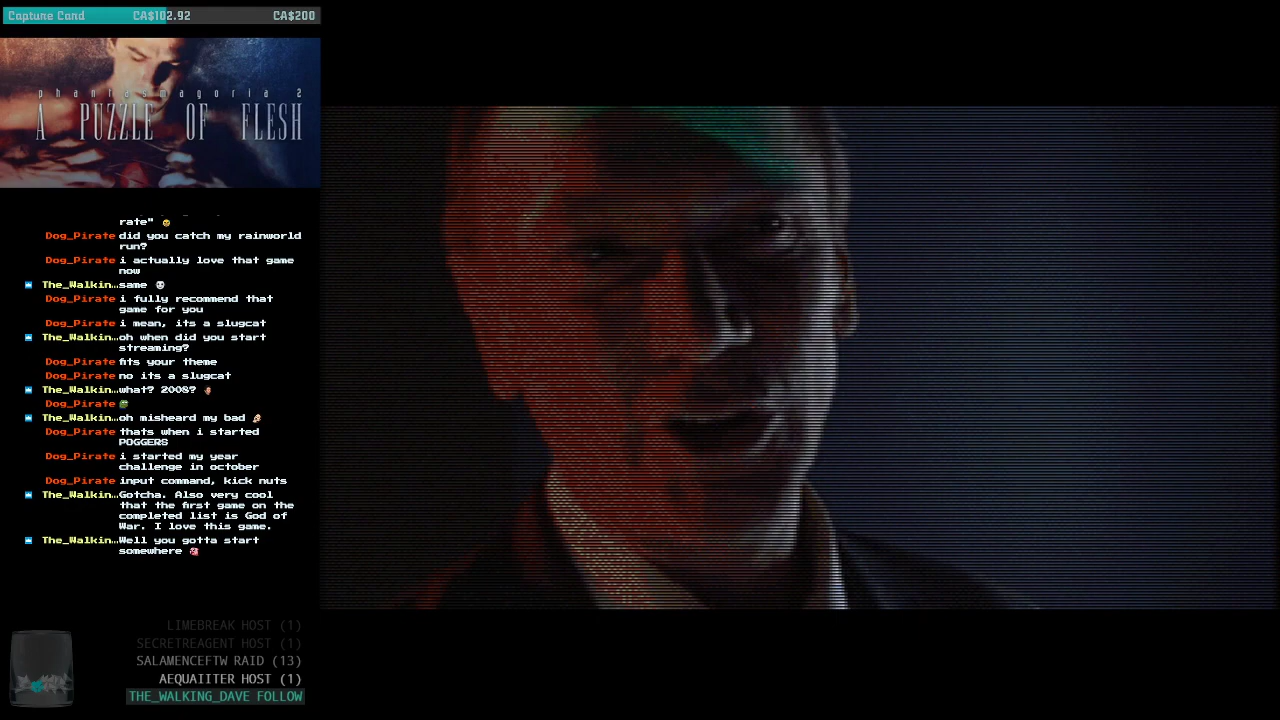 Capture Card CA$102.92 CA$200
phantasmagoria 2
A PUZZLE OF FLESH
rate"
Dog_Pirate did you catch my rainworld
run?
Dog_Pirate i actually love that game
now
The_Walkin… same
Dog_Pirate i fully recommend that
game for you
Dog_Pirate i mean, its a slugcat
The_Walkin… oh when did you start
streaming?
Dog_Pirate fits your theme
Dog_Pirate no its a slugcat
The_Walkin… what? 2008?
Dog_Pirate
The_Walkin… oh misheard my bad
Dog_Pirate thats when i started
POGGERS
Dog_Pirate i started my year
challenge in october
Dog_Pirate input command, kick nuts
The_Walkin… Gotcha. Also very cool
that the first game on the
completed list is God of
War. I love this game.
The_Walkin… Well you gotta start
somewhere
LIMEBREAK HOST (1)
SECRETREAGENT HOST (1)
SALAMENCEFTW RAID (13)
AEQUAIITER HOST (1)
THE_WALKING_DAVE FOLLOW